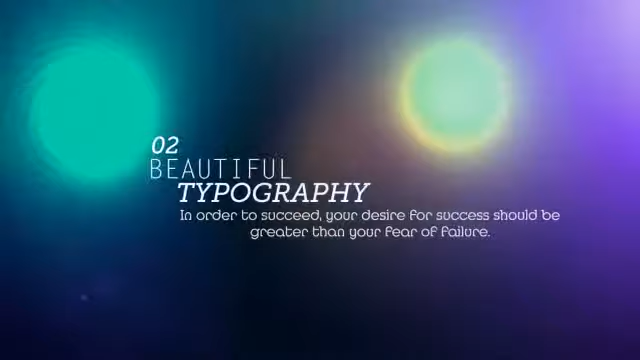 02
BEAUTIFUL
TYPOGRAPHY
In order to succeed, your desire for success should be
greater than your fear of failure.